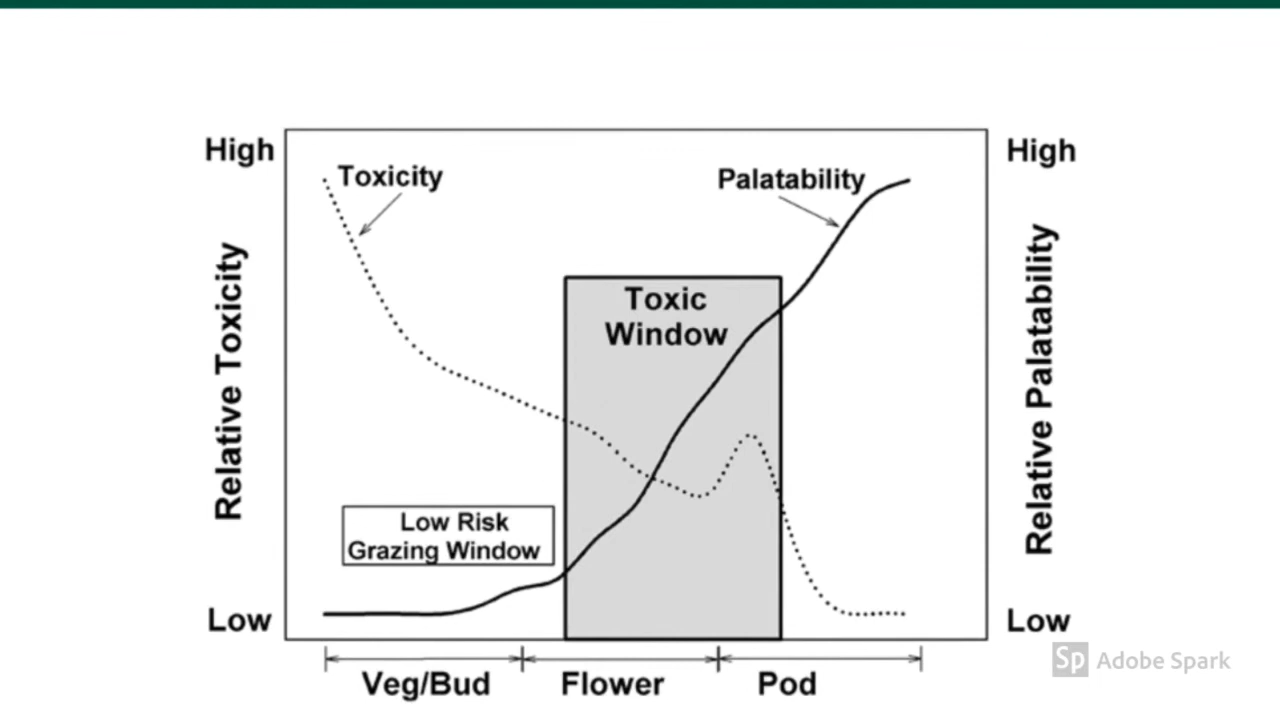 High
High
Toxicity
Palatability
Relative Toxicity
Relative Palatability
Toxic
Window
Low Risk
Grazing Window
Low
Low
Veg/Bud
Flower
Pod
Sp Adobe Spark